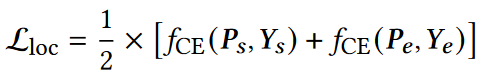 𝓛_loc = 1/2 × [f_CE(P_s, Y_s) + f_CE(P_e, Y_e)]